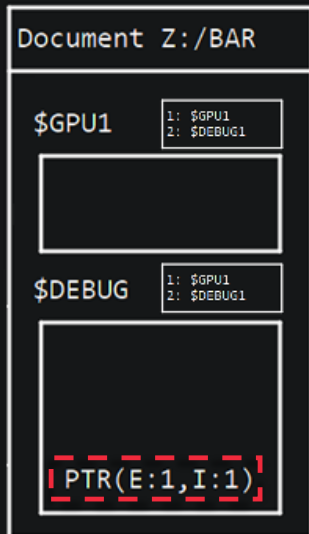 Document Z:/BAR
$GPU1
1: $GPU1
2: $DEBUG1
$DEBUG
1: $GPU1
2: $DEBUG1
PTR(E:1,I:1)